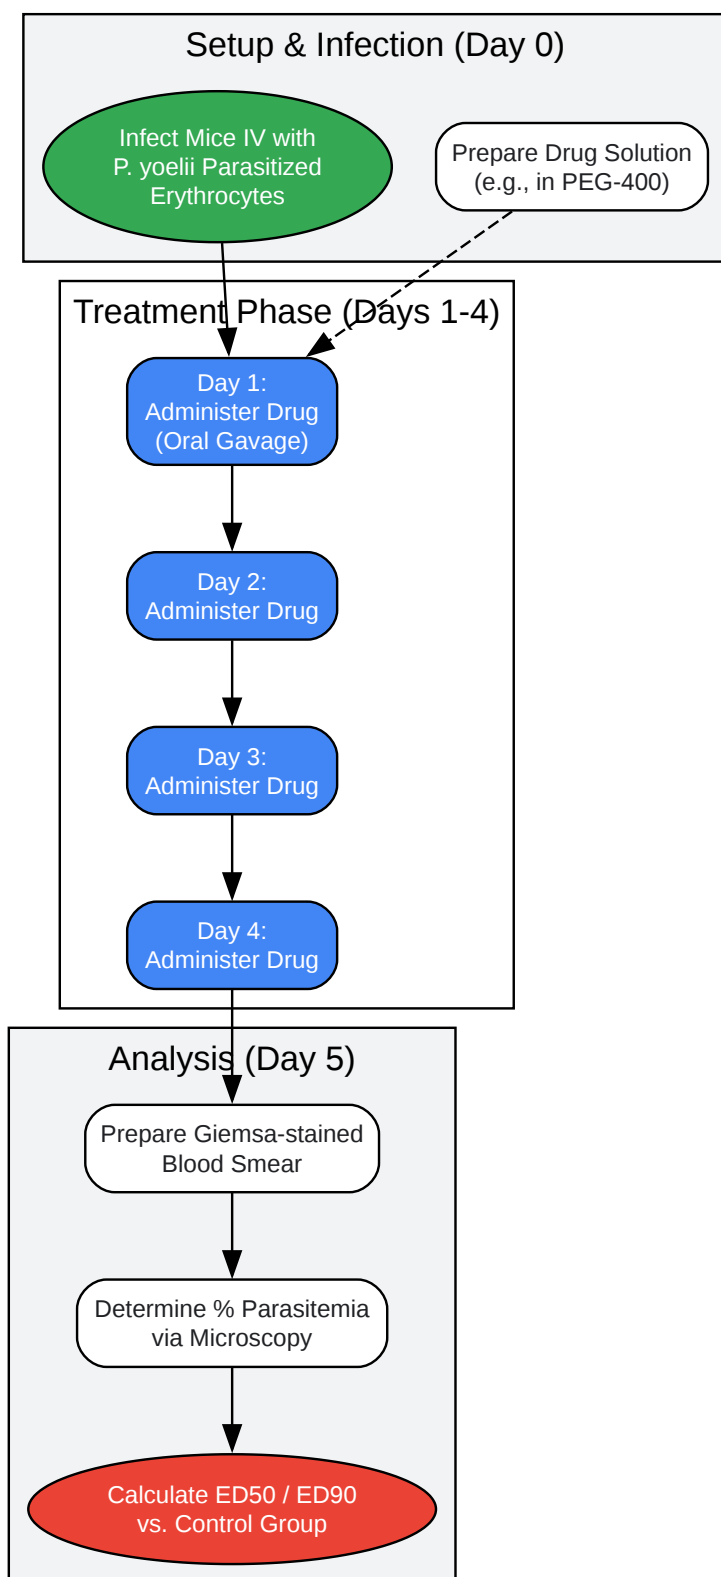 Setup & Infection (Day 0)
Infect Mice IV with
P. yoelii Parasitized
Erythrocytes
Prepare Drug Solution
(e.g., in PEG-400)
Treatment Phase (Days 1-4)
Day 1:
Administer Drug
(Oral Gavage)
Day 2:
Administer Drug
Day 3:
Administer Drug
Day 4:
Administer Drug
Analysis (Day 5)
Prepare Giemsa-stained
Blood Smear
Determine % Parasitemia
via Microscopy
Calculate ED50 / ED90
vs. Control Group